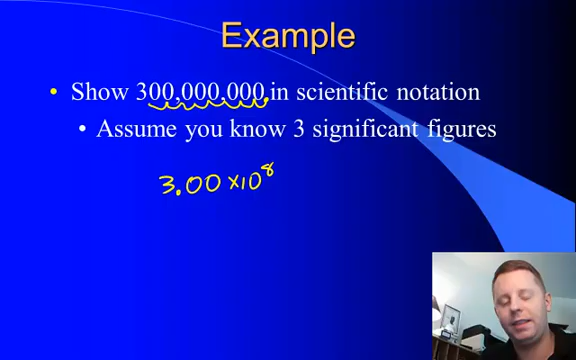 Example
• Show 300,000,000. in scientific notation
• Assume you know 3 significant figures
3.00 x10⁸